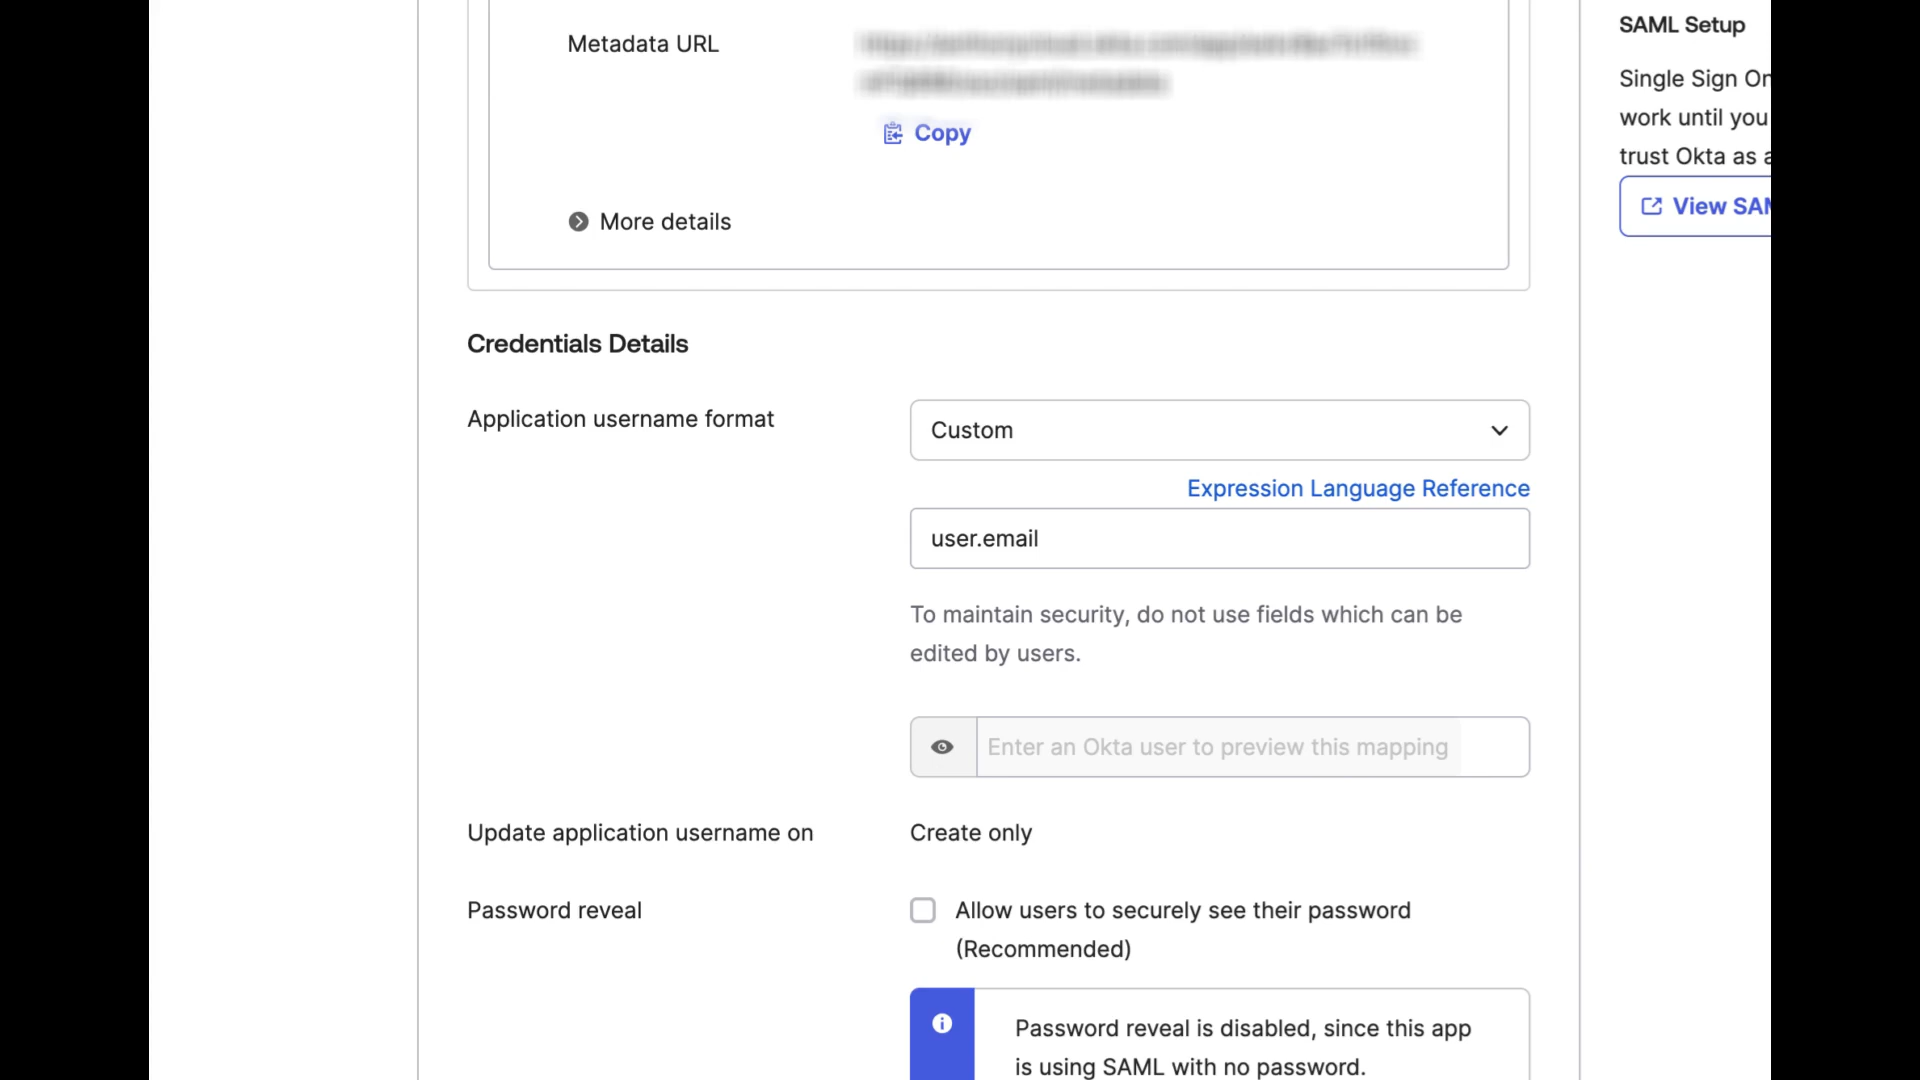 Metadata URL
Copy
More details
Credentials Details
Application username format
Custom
Expression Language Reference
user.email
To maintain security, do not use fields which can be
edited by users.
Enter an Okta user to preview this mapping
Update application username on
Create only
Password reveal
Allow users to securely see their password
(Recommended)
Password reveal is disabled, since this app
is using SAML with no password.
SAML Setup
Single Sign On
work until you
trust Okta as a
View SAM